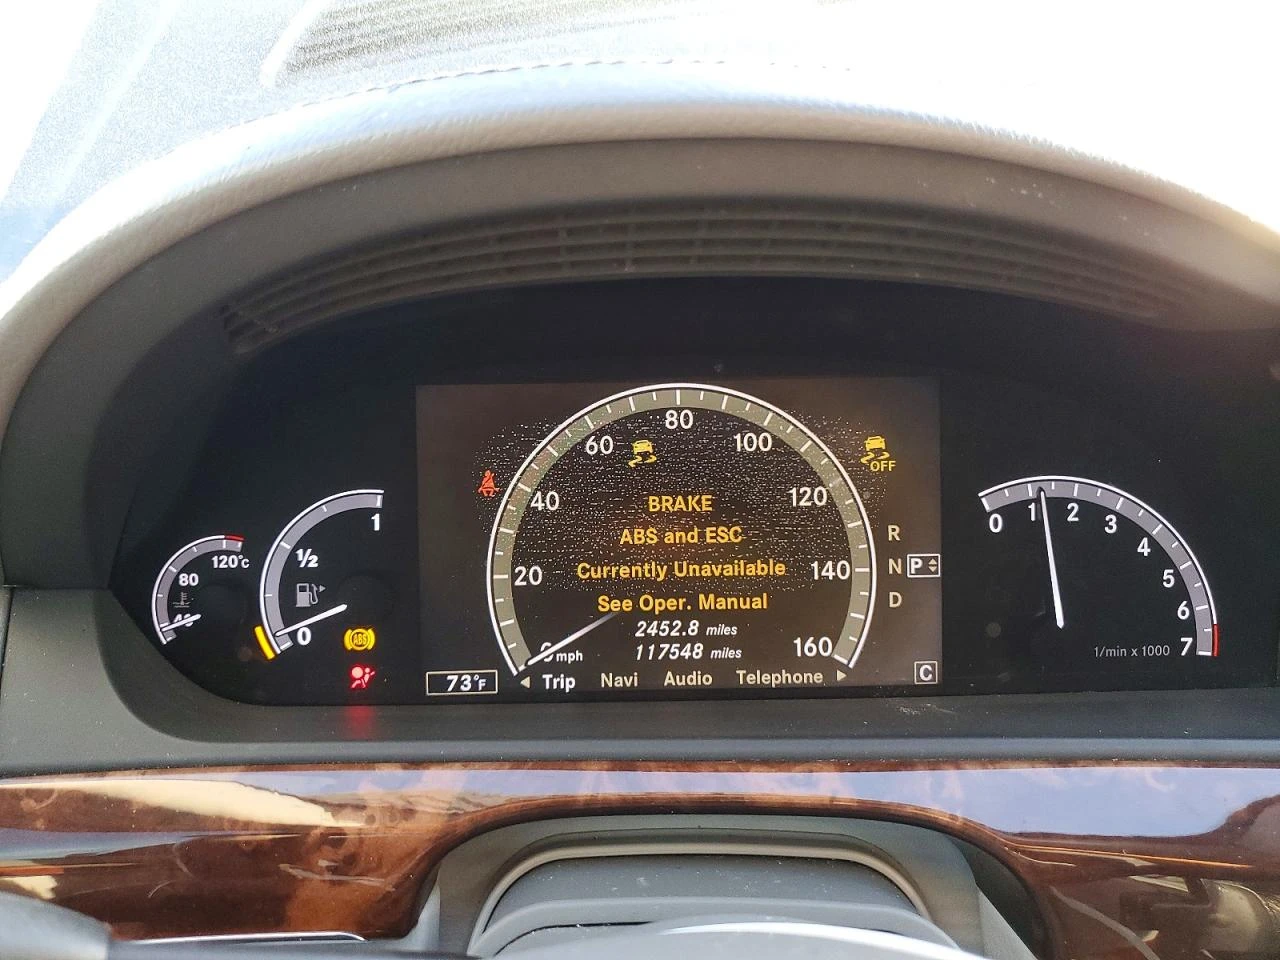 80
60
100
40
120
20
140
0 mph
160
BRAKE
ABS and ESC
Currently Unavailable
See Oper. Manual
2452.8 miles
117548 miles
Trip Navi Audio Telephone
73°F
OFF
R
N P
D
C
120°C
80
40
1
1/2
0
ABS
0 1 2 3 4 5 6 7
1/min x 1000